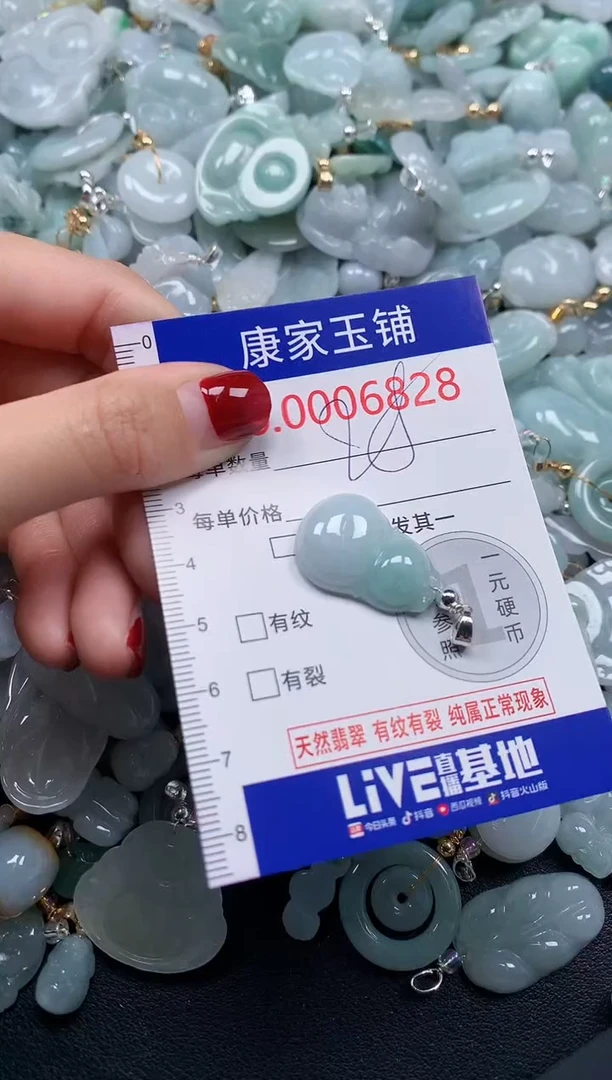 0
康家玉铺
.0006828
28
每单数量
3
每单价格
发其一
4
一元硬币
1
参照
5
有纹
6
有裂
天然翡翠 有纹有裂 纯属正常现象
7
LiVE直播基地
8
今日头条 抖音 西瓜视频 抖音火山版